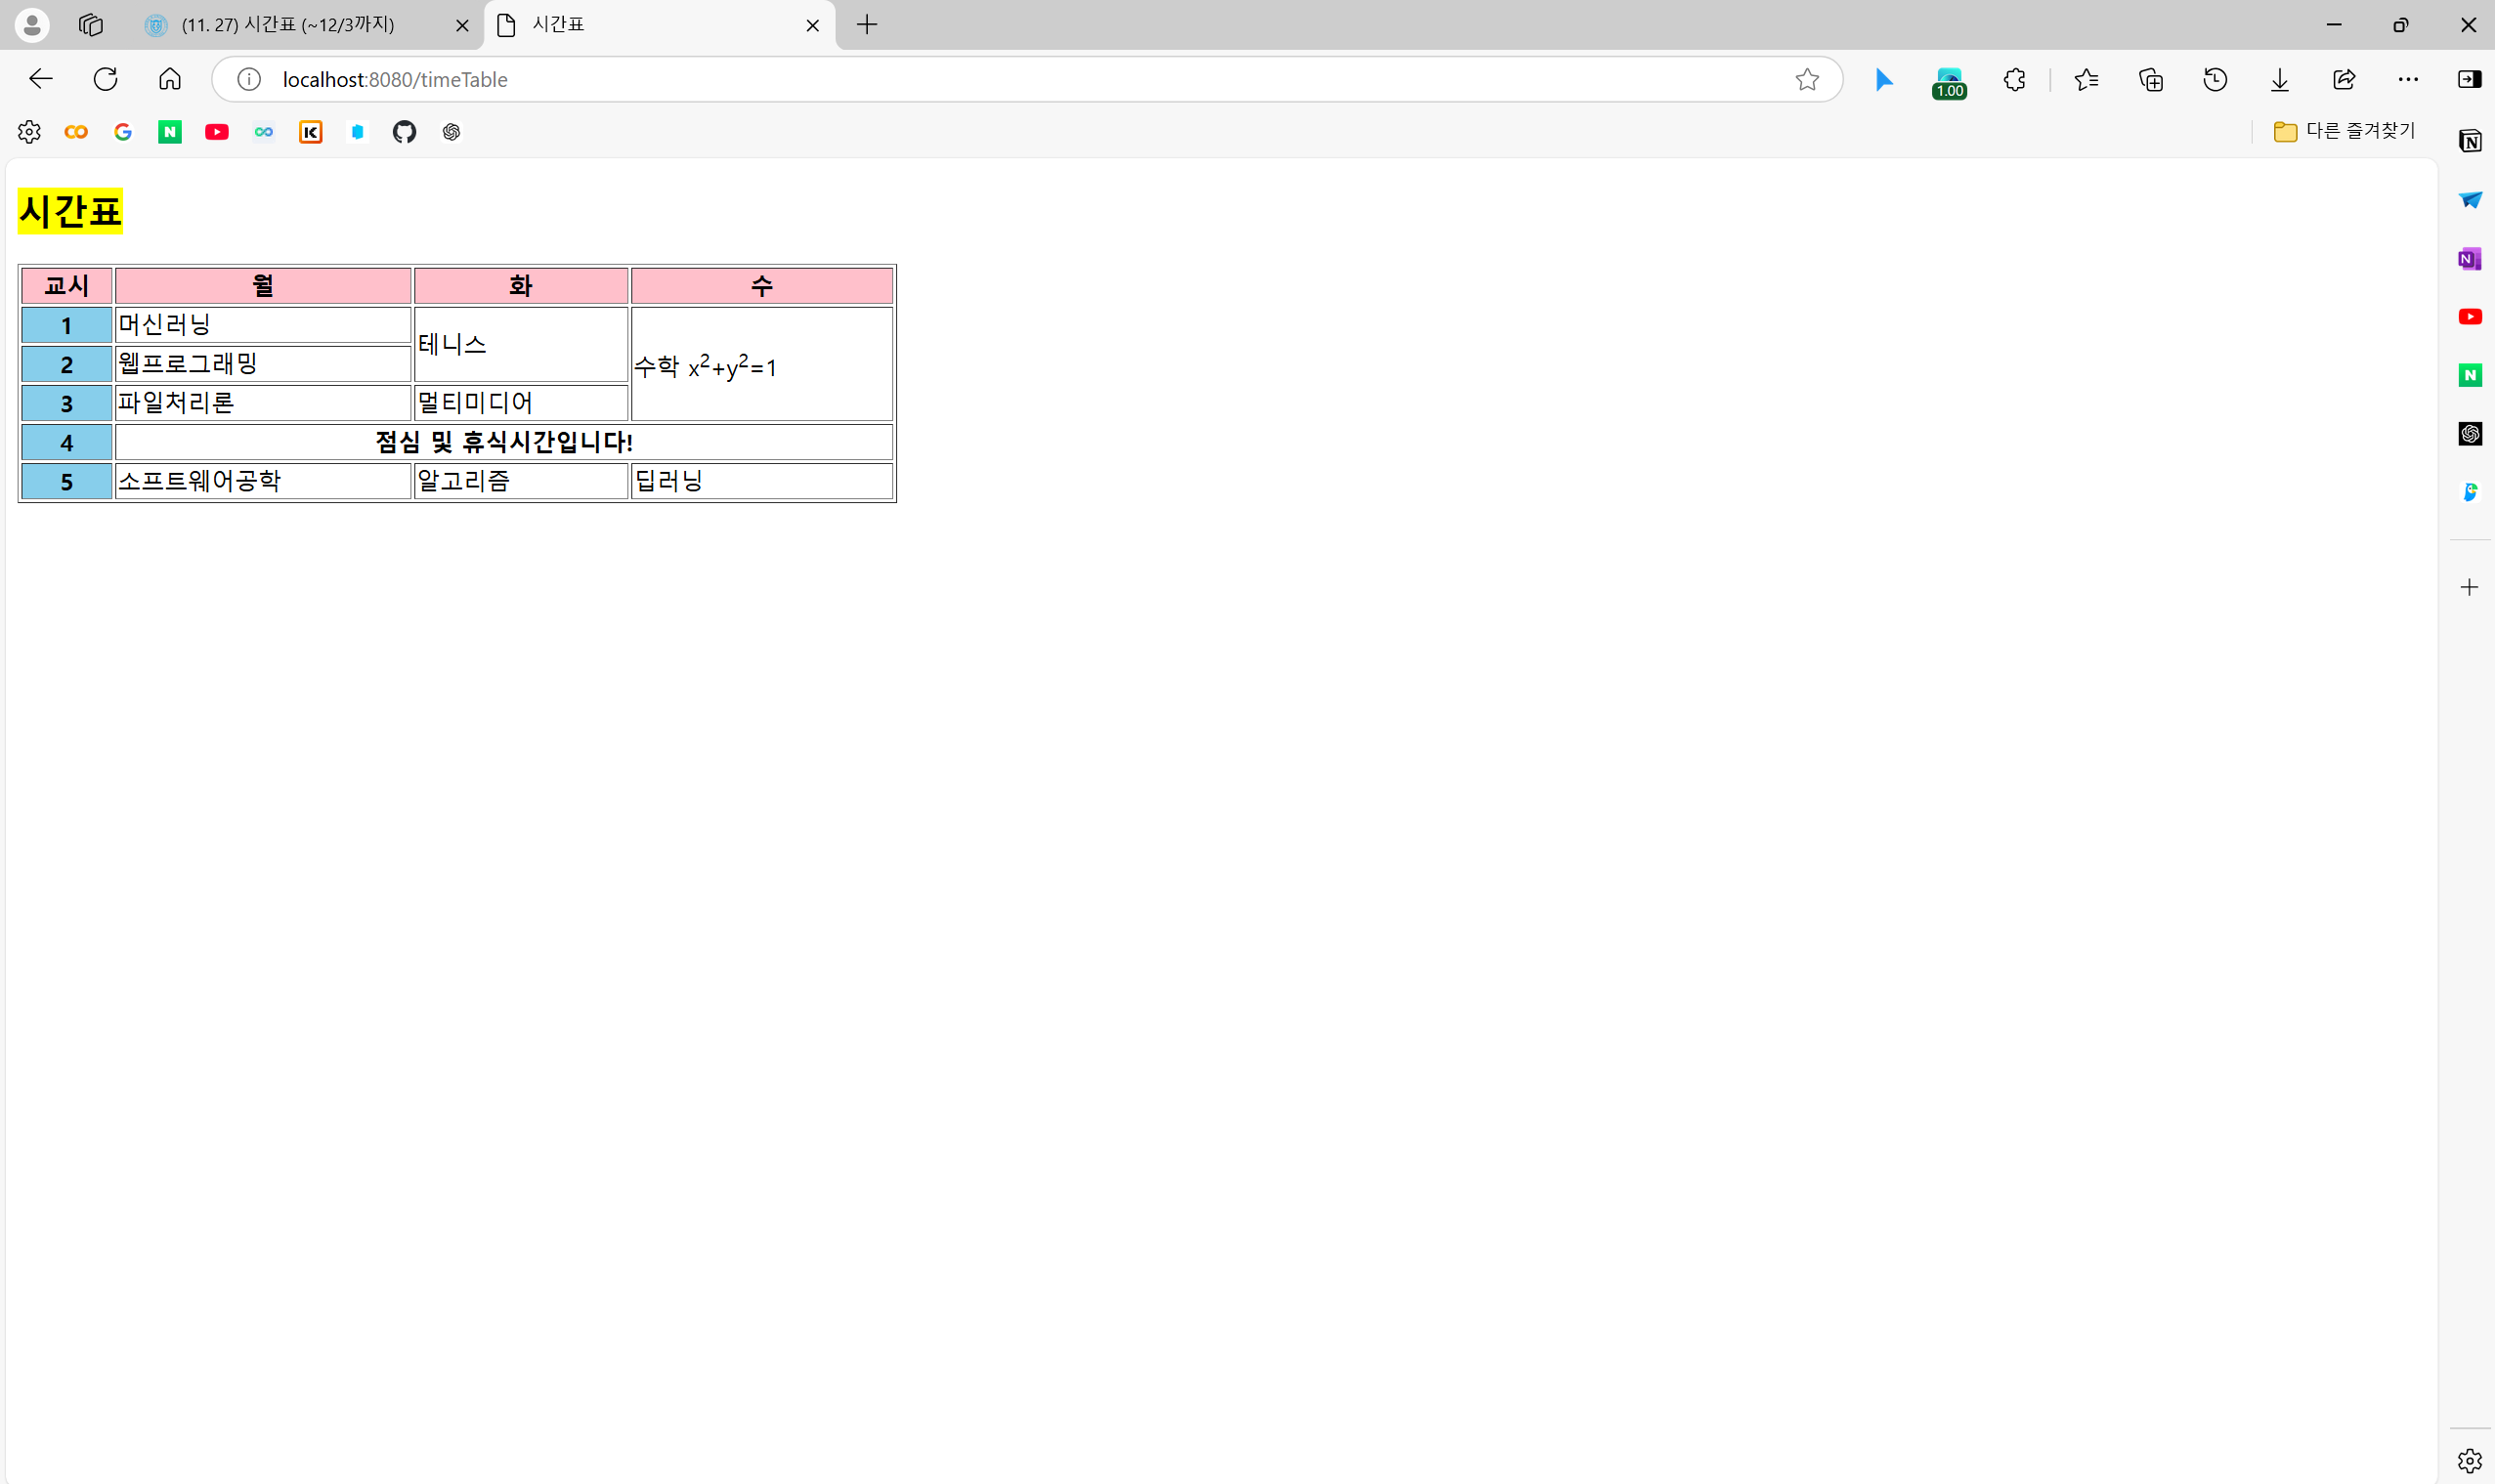 (11. 27) 시간표 (~12/3까지)
시간표
localhost:8080/timeTable
1.00
다른 즐겨찾기
시간표
교시 월 화 수
1 머신러닝 테니스 수학 x²+y²=1
2 웹프로그래밍
3 파일처리론 멀티미디어
4 점심 및 휴식시간입니다!
5 소프트웨어공학 알고리즘 딥러닝